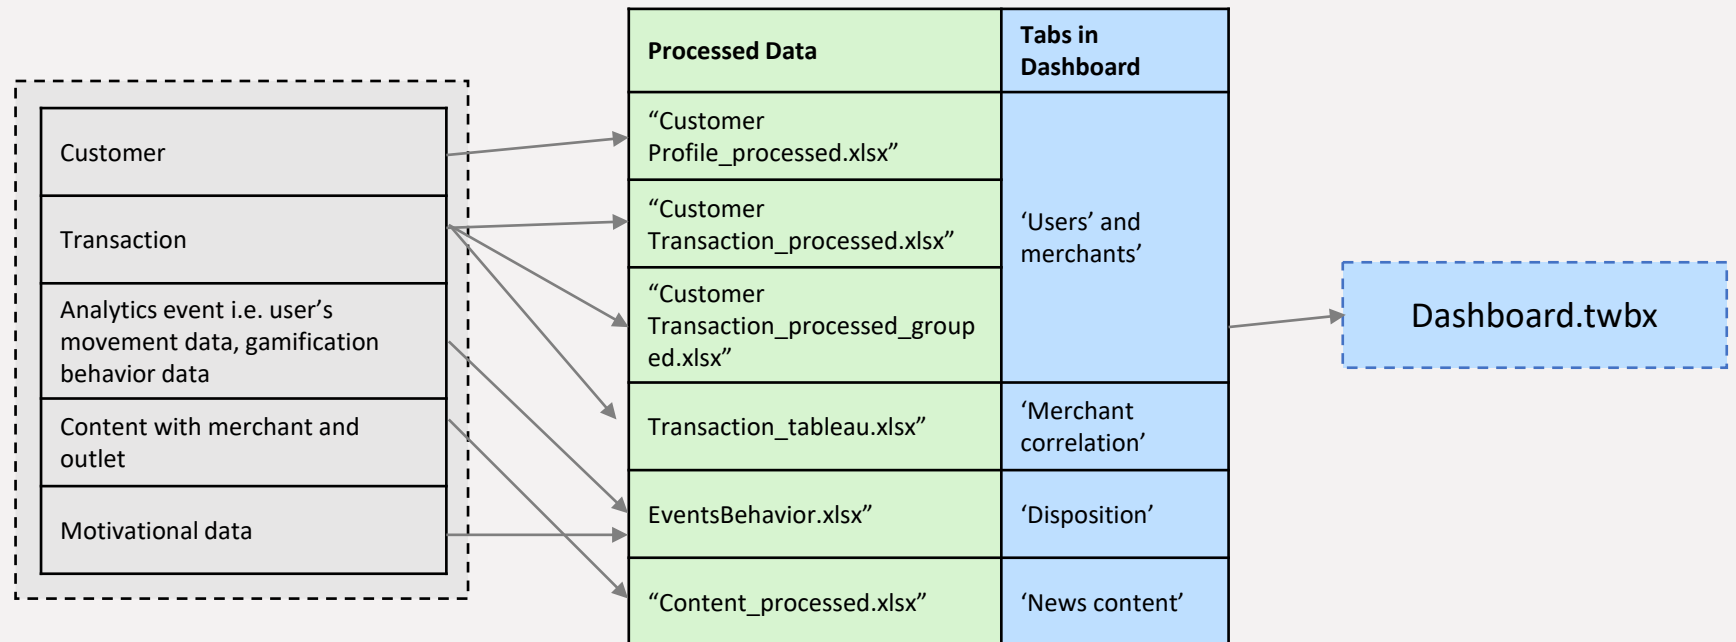 Customer
Transaction
Analytics event i.e. user’s
movement data, gamification
behavior data
Content with merchant and
outlet
Motivational data
Processed Data
Tabs in
Dashboard
“Customer
Profile_processed.xlsx”
“Customer
Transaction_processed.xlsx”
“Customer
Transaction_processed_group
ed.xlsx”
‘Users’ and
merchants’
Transaction_tableau.xlsx”
‘Merchant
correlation’
EventsBehavior.xlsx”
‘Disposition’
“Content_processed.xlsx”
‘News content’
Dashboard.twbx